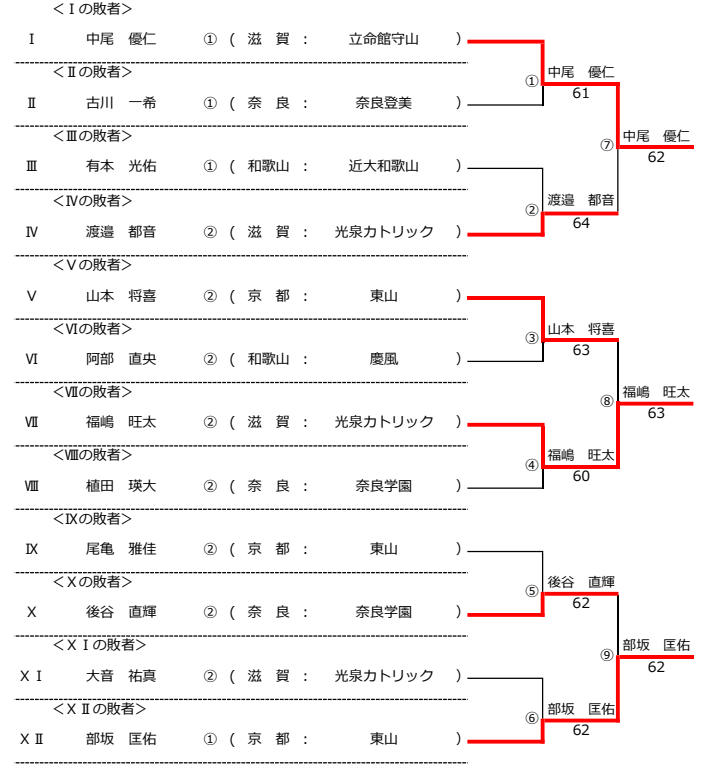 ＜Ⅰの敗者＞
Ⅰ 中尾 優仁 ① ( 滋 賀 : 立命館守山 )
＜Ⅱの敗者＞
① 中尾 優仁
61
Ⅱ 古川 一希 ① ( 奈 良 : 奈良登美 )
＜Ⅲの敗者＞
⑦ 中尾 優仁
62
Ⅲ 有本 光佑 ① ( 和歌山 : 近大和歌山 )
＜Ⅳの敗者＞
② 渡邉 都音
64
Ⅳ 渡邉 都音 ② ( 滋 賀 : 光泉カトリック )
＜Ⅴの敗者＞
Ⅴ 山本 将喜 ② ( 京 都 : 東山 )
＜Ⅵの敗者＞
③ 山本 将喜
63
Ⅵ 阿部 直央 ② ( 和歌山 : 慶風 )
＜Ⅶの敗者＞
⑧ 福嶋 旺太
63
Ⅶ 福嶋 旺太 ② ( 滋 賀 : 光泉カトリック )
＜Ⅷの敗者＞
④ 福嶋 旺太
60
Ⅷ 植田 瑛大 ② ( 奈 良 : 奈良学園 )
＜Ⅸの敗者＞
Ⅸ 尾亀 雅佳 ② ( 京 都 : 東山 )
＜Ⅹの敗者＞
⑤ 後谷 直輝
62
Ⅹ 後谷 直輝 ② ( 奈 良 : 奈良学園 )
＜ⅩⅠの敗者＞
⑨ 部坂 匡佑
62
ⅩⅠ 大音 祐真 ② ( 滋 賀 : 光泉カトリック )
＜ⅩⅡの敗者＞
⑥ 部坂 匡佑
62
ⅩⅡ 部坂 匡佑 ① ( 京 都 : 東山 )